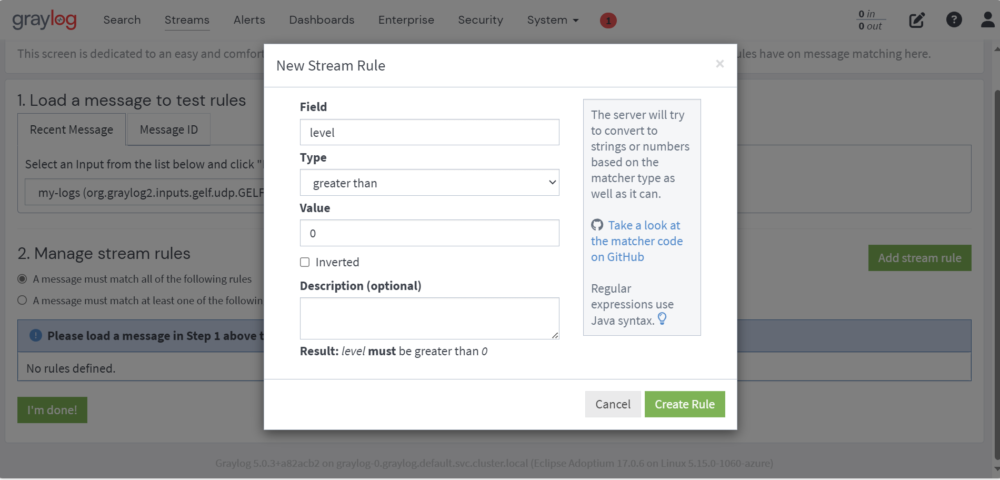 graylog
Search
Streams
Alerts
Dashboards
Enterprise
Security
System
1
0 in
0 out
This screen is dedicated to an easy and
have on message matching here.
1. Load a message to test rules
Recent Message
Message ID
Select an Input from the list below and click "
my-logs (org.graylog2.inputs.gelf.udp.GELF
2. Manage stream rules
Add stream rule
A message must match all of the following rules
A message must match at least one of the
Please load a message in Step 1 above
No rules defined.
I'm done!
New Stream Rule
×
Field
level
Type
greater than
Value
0
Inverted
Description (optional)
Result: level must be greater than 0
The server will try
to convert to
strings or numbers
based on the
matcher type as
well as it can.
Take a look at
the matcher code
on GitHub
Regular
expressions use
Java syntax.
Cancel
Create Rule
Graylog 5.0.3+a82acb2 on graylog-0.graylog.default.svc.cluster.local (Eclipse Adoptium 17.0.6 on Linux 5.15.0-1060-azure)